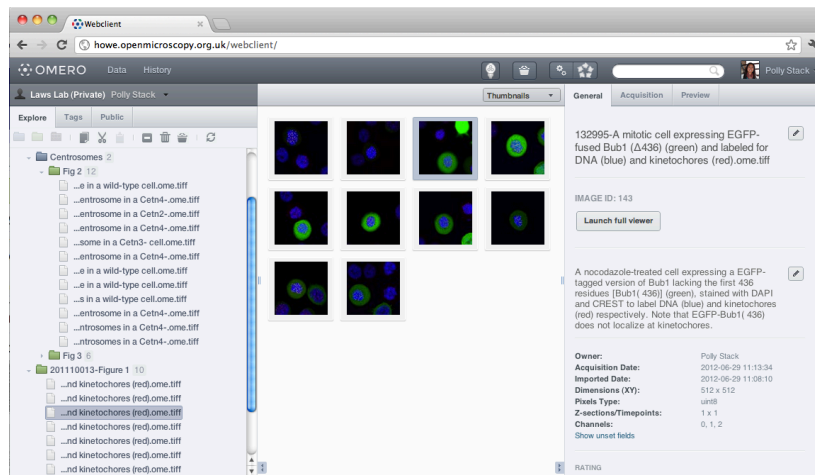 Webclient
howe.openmicroscopy.org.uk/webclient/
OMERO Data History Polly Stack
Laws Lab (Private) Polly Stack
Explore Tags Public
Centrosomes 2
Fig 2 12
...e in a wild-type cell.ome.tiff
...entrosome in a Cetn4-.ome.tiff
...entrosome in a Cetn2-.ome.tiff
...entrosome in a Cetn4-.ome.tiff
...some in a Cetn3- cell.ome.tiff
...entrosome in a Cetn4-.ome.tiff
...e in a wild-type cell.ome.tiff
...e in a wild-type cell.ome.tiff
...s in a wild-type cell.ome.tiff
...entrosome in a Cetn4-.ome.tiff
...ntrosomes in a Cetn4-.ome.tiff
...ntrosomes in a Cetn4-.ome.tiff
Fig 3 6
201110013-Figure 1 10
...nd kinetochores (red).ome.tiff
...nd kinetochores (red).ome.tiff
...nd kinetochores (red).ome.tiff
...nd kinetochores (red).ome.tiff
...nd kinetochores (red).ome.tiff
...nd kinetochores (red).ome.tiff
...nd kinetochores (red).ome.tiff
Thumbnails
General Acquisition Preview
132995-A mitotic cell expressing EGFP-
fused Bub1 (Δ436) (green) and labeled for
DNA (blue) and kinetochores (red).ome.tiff
IMAGE ID: 143
Launch full viewer
A nocodazole-treated cell expressing a EGFP-
tagged version of Bub1 lacking the first 436
residues [Bub1( 436)] (green), stained with DAPI
and CREST to label DNA (blue) and kinetochores
(red) respectively. Note that EGFP-Bub1( 436)
does not localize at kinetochores.
Owner: Polly Stack
Acquisition Date: 2012-06-29 11:13:34
Imported Date: 2012-06-29 11:08:10
Dimensions (XY): 512 x 512
Pixels Type: uint8
Z-sections/Timepoints: 1 x 1
Channels: 0, 1, 2
Show unset fields
RATING